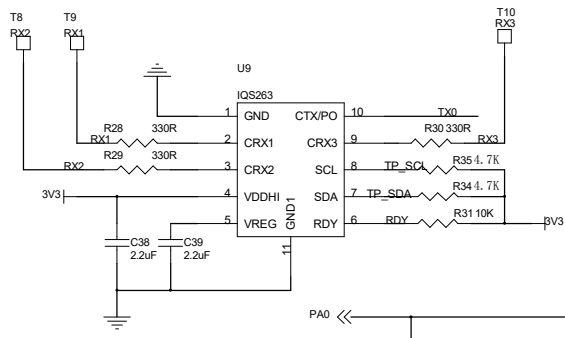 T8
RX2
T9
RX1
T10
RX3
U9
IQS263
1 GND
CTX/PO 10 TX0
R28 330R
RX1 2 CRX1
CRX3 9 R30 330R RX3
R29 330R
RX2 3 CRX2
SCL 8 TP_SCL R35 4.7K
3V3 4 VDDHI
SDA 7 TP_SDA R34 4.7K
5 VREG
RDY 6 RDY R31 10K 3V3
GND1
11
C38
2.2uF
C39
2.2uF
PA0